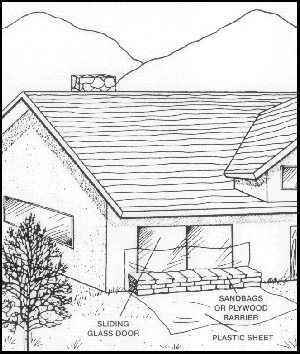 SLIDING
GLASS DOOR
SANDBAGS
OR PLYWOOD
BARRIER
PLASTIC SHEET